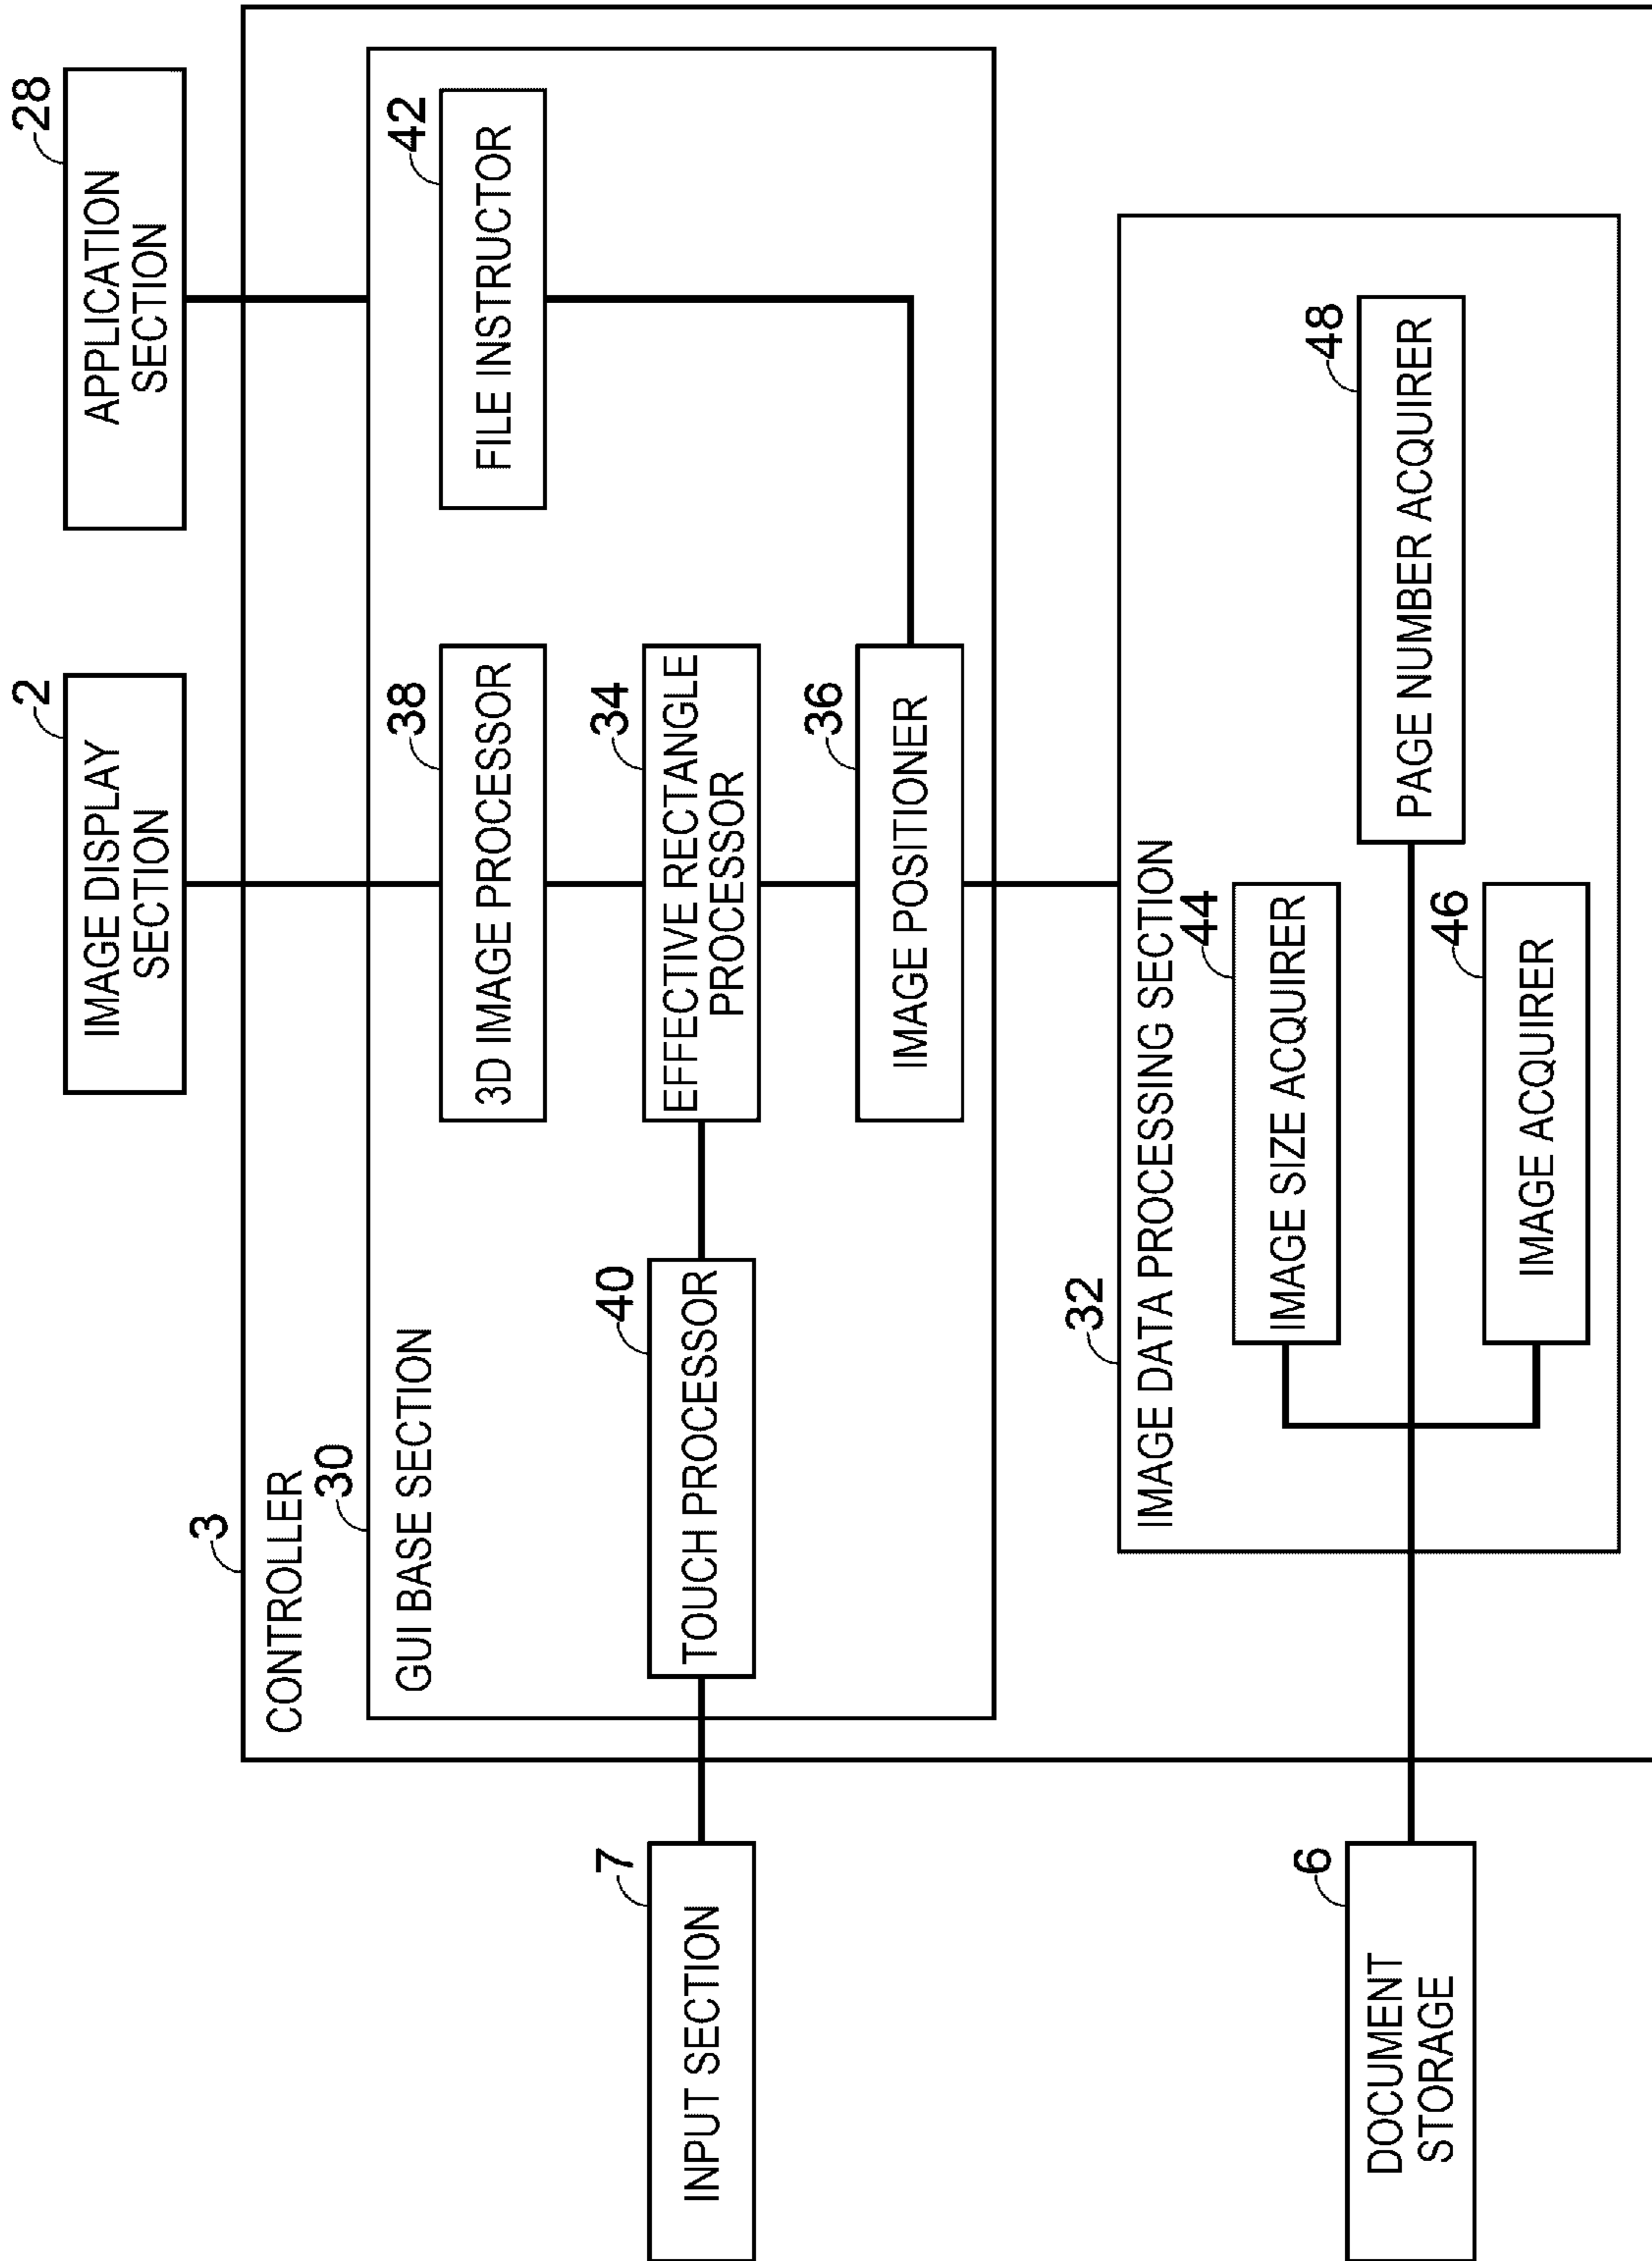 2
IMAGE DISPLAY
SECTION
28
APPLICATION
SECTION
3
CONTROLLER
30
GUI BASE SECTION
38
3D IMAGE PROCESSOR
42
FILE INSTRUCTOR
7
INPUT SECTION
40
TOUCH PROCESSOR
34
EFFECTIVE RECTANGLE
PROCESSOR
36
IMAGE POSITIONER
32
IMAGE DATA PROCESSING SECTION
44
IMAGE SIZE ACQUIRER
48
PAGE NUMBER ACQUIRER
6
DOCUMENT
STORAGE
46
IMAGE ACQUIRER